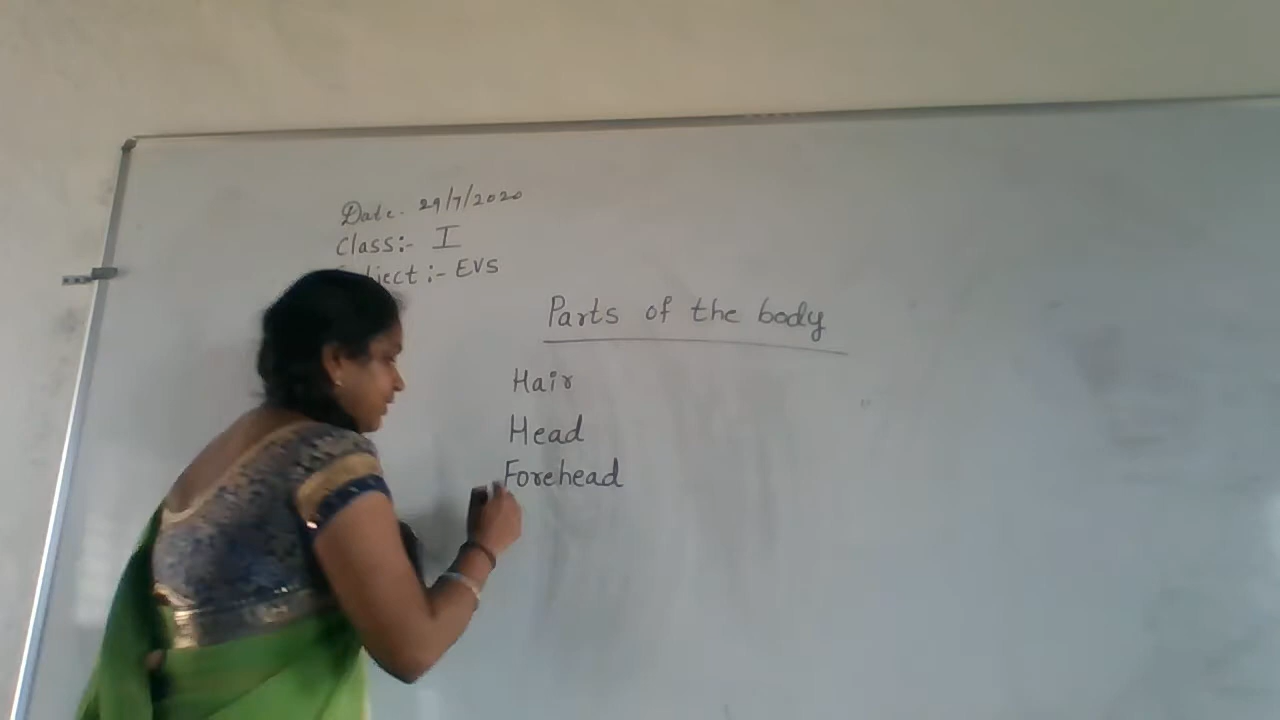 Date. 29/7/2020
Class:- I
:- EVS
Parts of the body
Hair
Head
Forehead